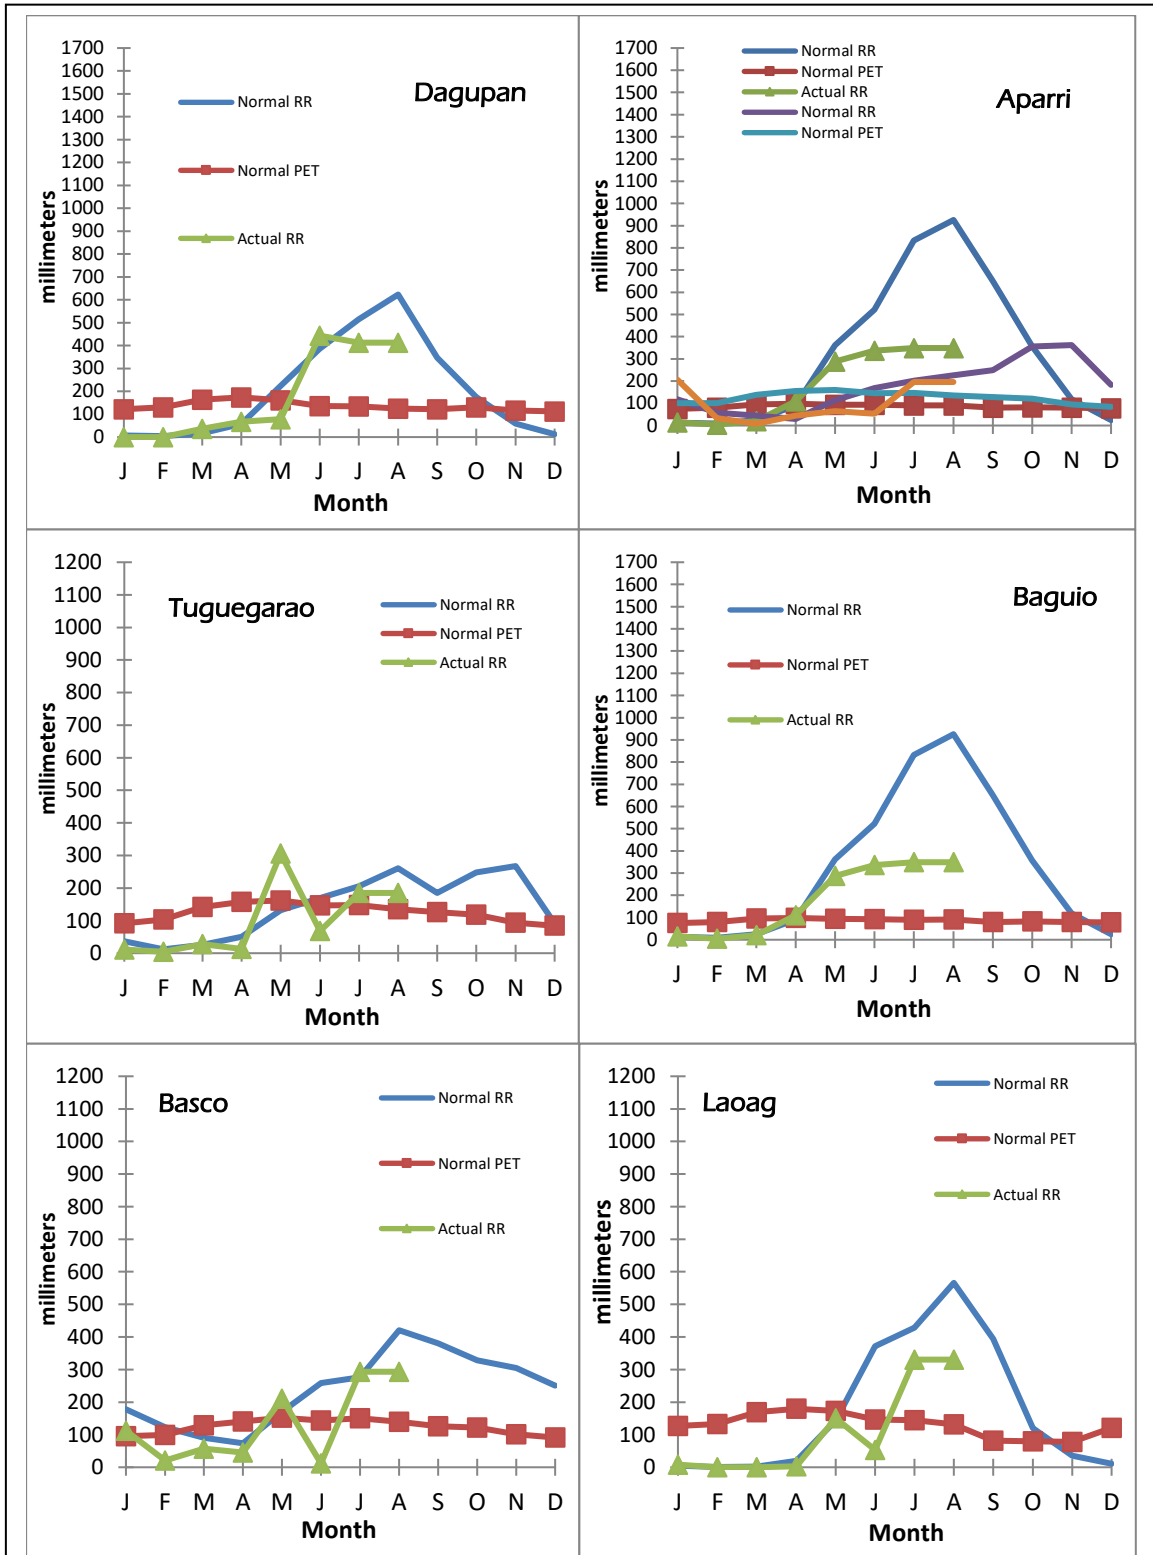 Dagupan
1700
1600
1500
1400
1300
1200
1100
1000
900
800
700
600
500
400
300
200
100
0
millimeters
Normal RR
Normal PET
Actual RR
J F M A M J J A S O N D
Month
Aparri
1700
1600
1500
1400
1300
1200
1100
1000
900
800
700
600
500
400
300
200
100
0
millimeters
Normal RR
Normal PET
Actual RR
Normal RR
Normal PET
J F M A M J J A S O N D
Month
Tuguegarao
1200
1100
1000
900
800
700
600
500
400
300
200
100
0
millimeters
Normal RR
Normal PET
Actual RR
J F M A M J J A S O N D
Month
Baguio
1700
1600
1500
1400
1300
1200
1100
1000
900
800
700
600
500
400
300
200
100
0
millimeters
Normal RR
Normal PET
Actual RR
J F M A M J J A S O N D
Month
Basco
1200
1100
1000
900
800
700
600
500
400
300
200
100
0
millimeters
Normal RR
Normal PET
Actual RR
J F M A M J J A S O N D
Month
Laoag
1200
1100
1000
900
800
700
600
500
400
300
200
100
0
millimeters
Normal RR
Normal PET
Actual RR
J F M A M J J A S O N D
Month